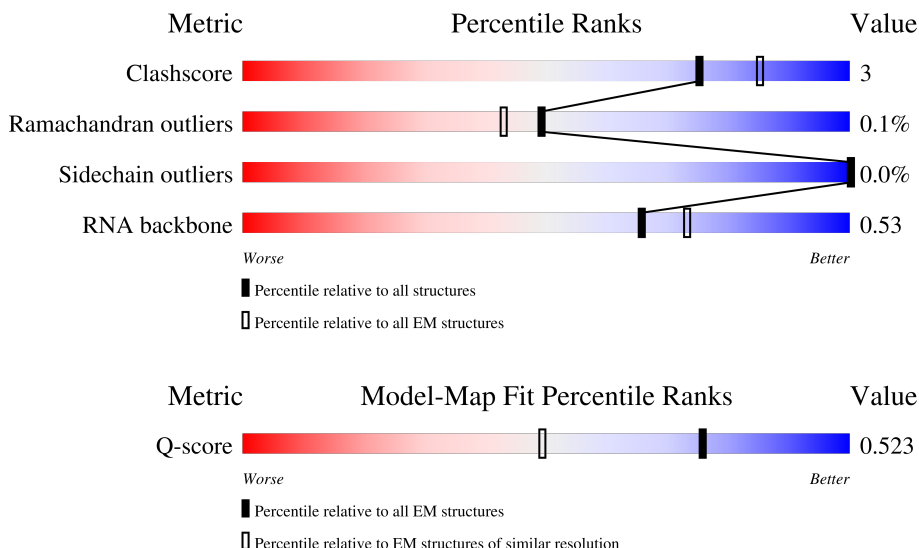 Metric Percentile Ranks Value
Clashscore 3
Ramachandran outliers 0.1%
Sidechain outliers 0.0%
RNA backbone 0.53
Worse Better
Percentile relative to all structures
Percentile relative to all EM structures
Metric Model-Map Fit Percentile Ranks Value
Q-score 0.523
Worse Better
Percentile relative to all EM structures
Percentile relative to EM structures of similar resolution